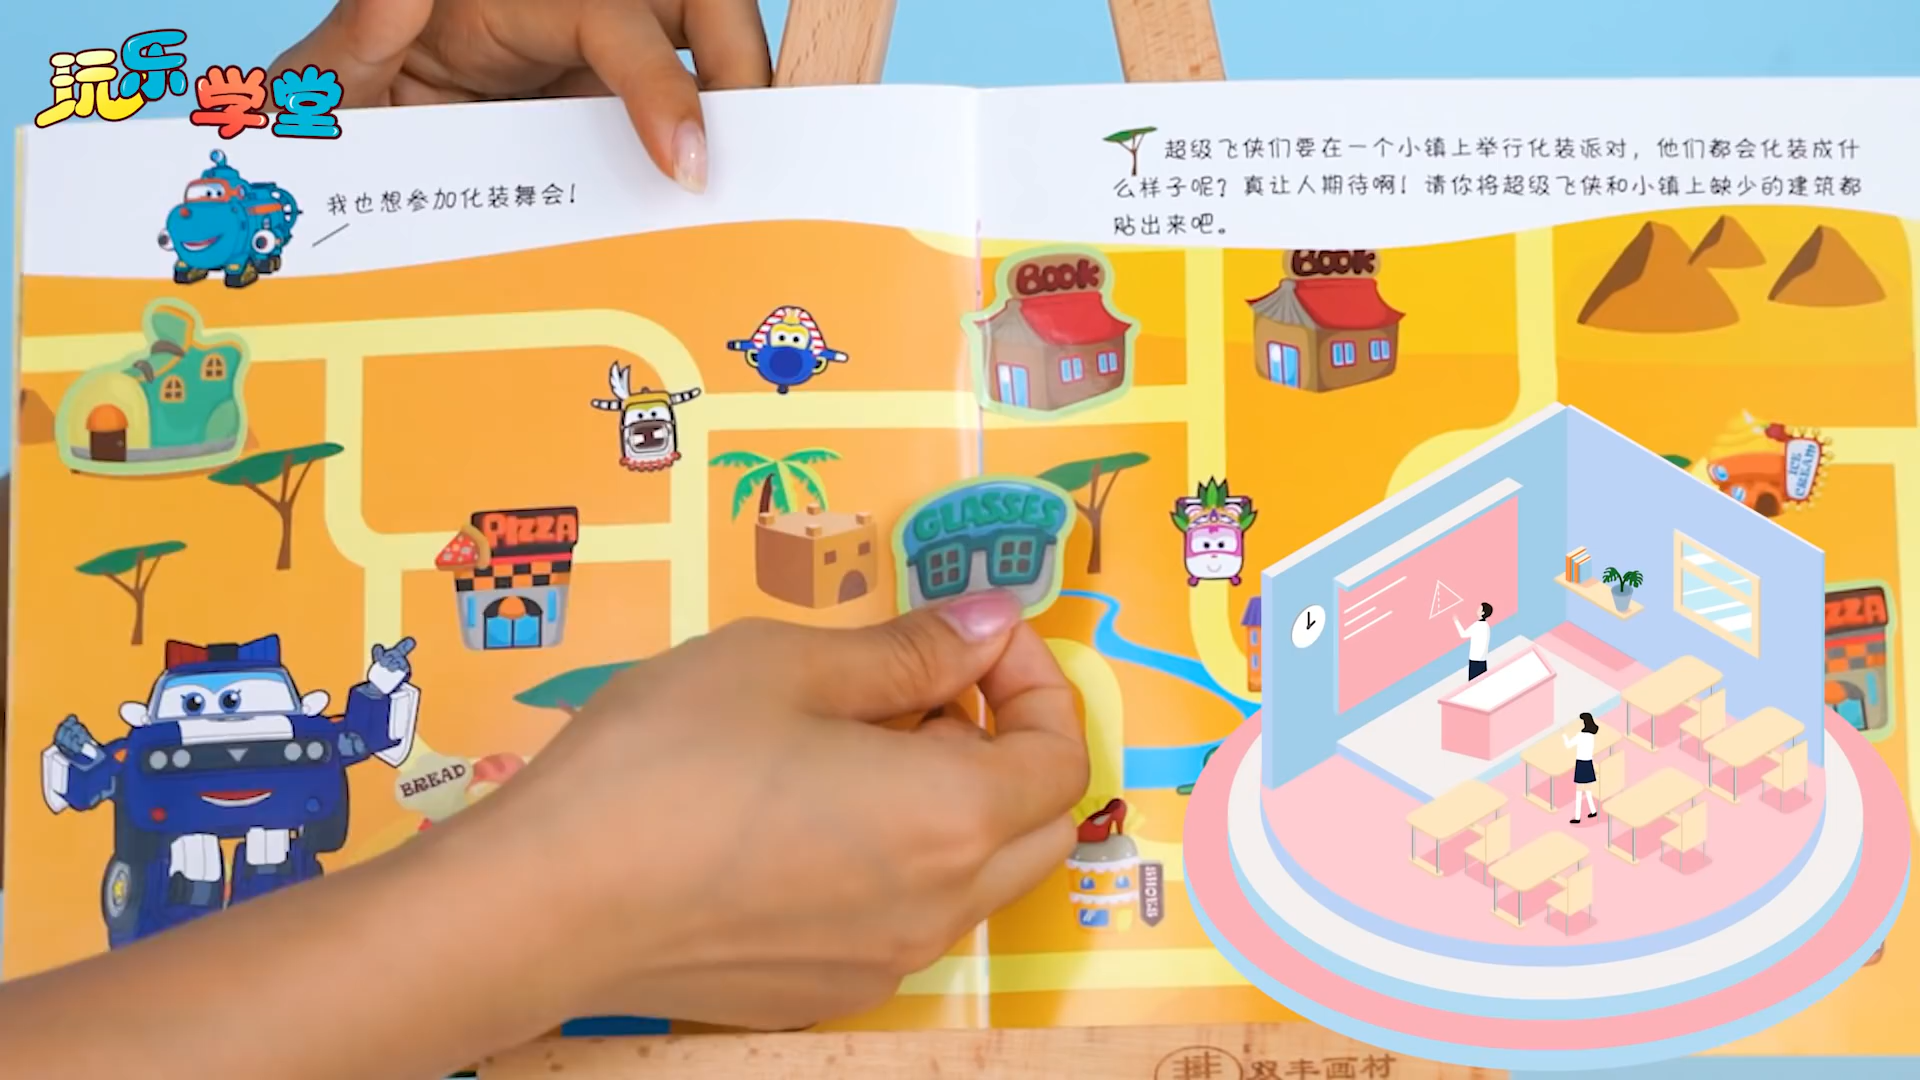 玩乐学堂
我也想参加化装舞会！
超级飞侠们要在一个小镇上举行化装派对，他们都会化装成什
么样子呢？真让人期待啊！请你将超级飞侠和小镇上缺少的建筑都
贴出来吧。
BOOK
BOOK
ICE
CREAM
GLASSES
PIZZA
ZZA
BREAD
SHOES
双丰画材